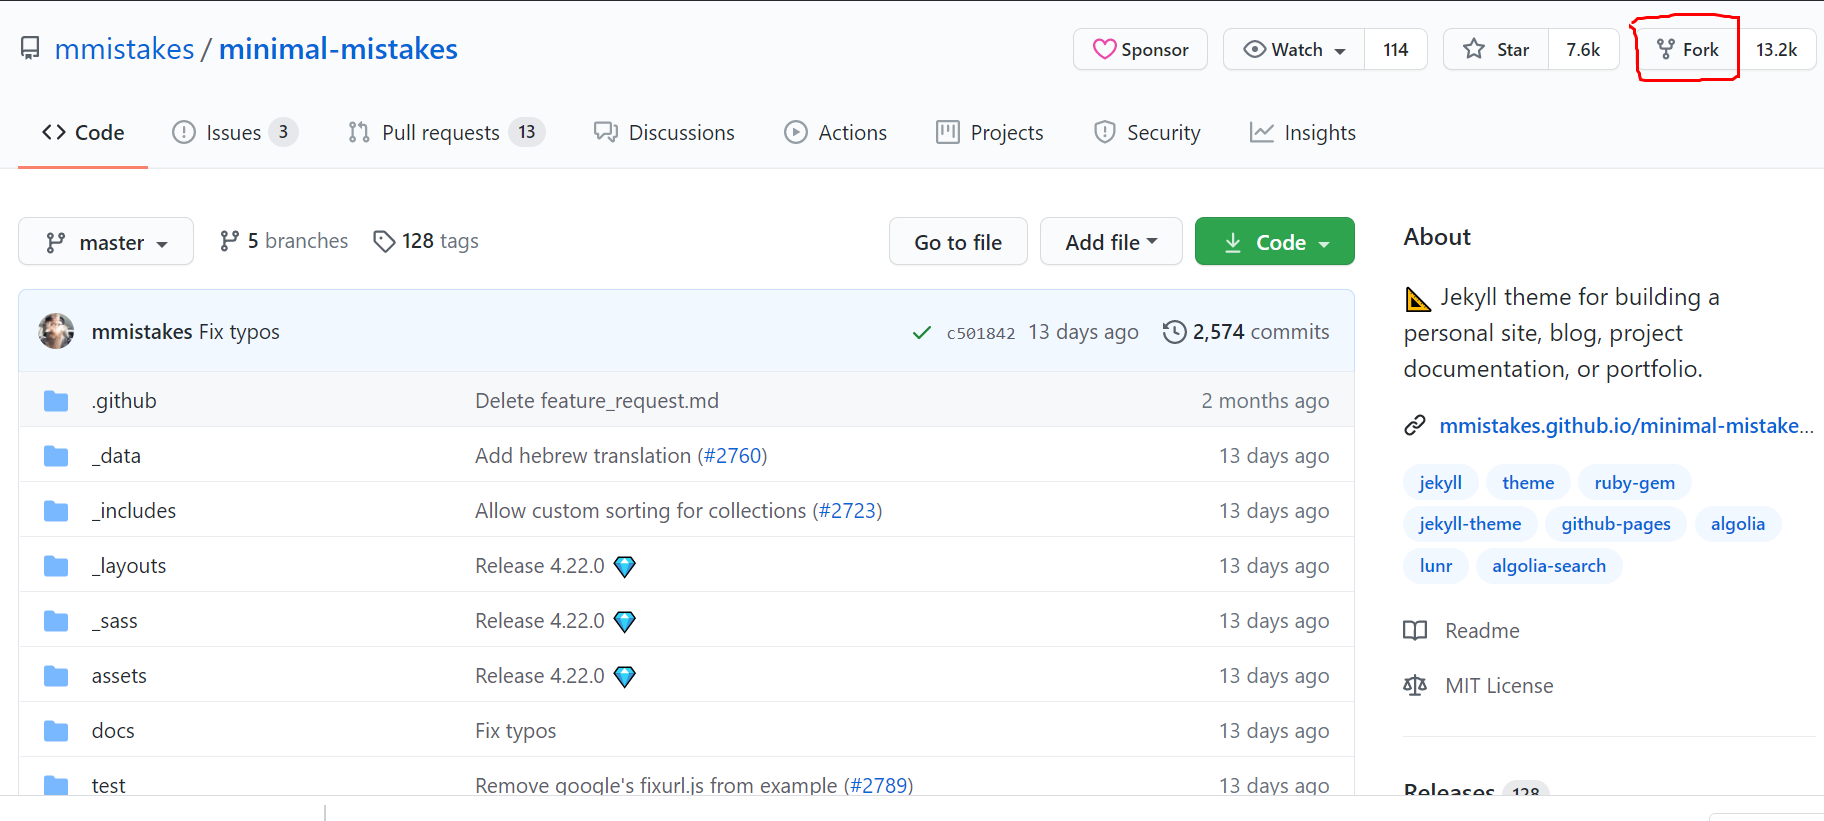 mmistakes / minimal-mistakes
Sponsor
Watch 114
Star 7.6k
Fork 13.2k
Code
Issues 3
Pull requests 13
Discussions
Actions
Projects
Security
Insights
master
5 branches
128 tags
Go to file
Add file
Code
mmistakes Fix typos
c501842 13 days ago
2,574 commits
.github Delete feature_request.md 2 months ago
_data Add hebrew translation (#2760) 13 days ago
_includes Allow custom sorting for collections (#2723) 13 days ago
_layouts Release 4.22.0 13 days ago
_sass Release 4.22.0 13 days ago
assets Release 4.22.0 13 days ago
docs Fix typos 13 days ago
test Remove google's fixurl.js from example (#2789) 13 days ago
About
Jekyll theme for building a
personal site, blog, project
documentation, or portfolio.
mmistakes.github.io/minimal-mistake...
jekyll theme ruby-gem
jekyll-theme github-pages algolia
lunr algolia-search
Readme
MIT License
Releases 128